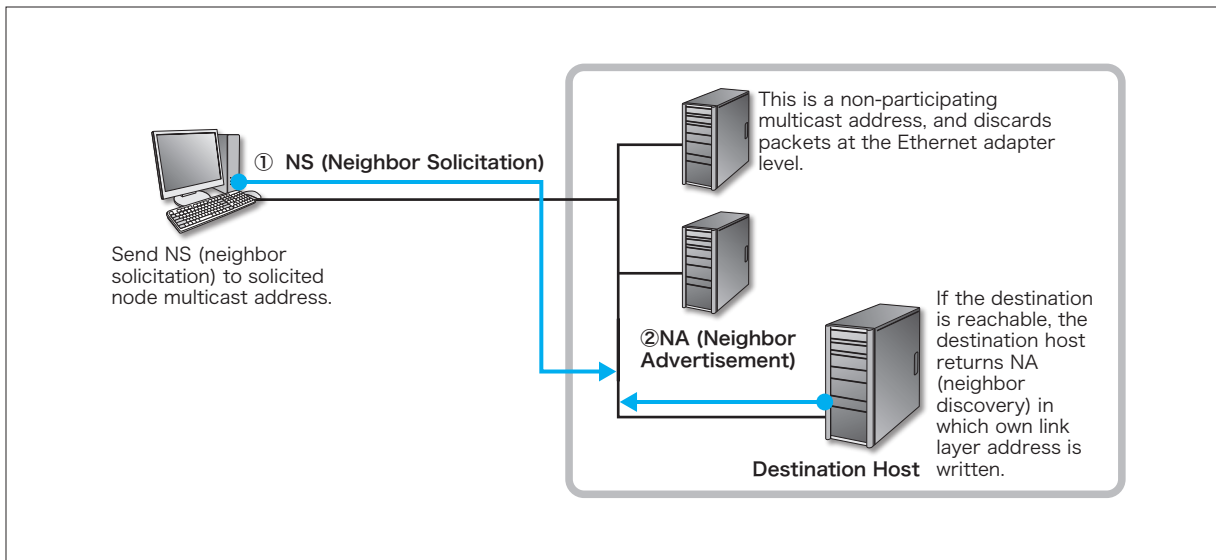 ① NS (Neighbor Solicitation)
Send NS (neighbor
solicitation) to solicited
node multicast address.
This is a non-participating
multicast address, and discards
packets at the Ethernet adapter
level.
②NA (Neighbor
Advertisement)
If the destination
is reachable, the
destination host
returns NA
(neighbor
discovery) in
which own link
layer address is
written.
Destination Host